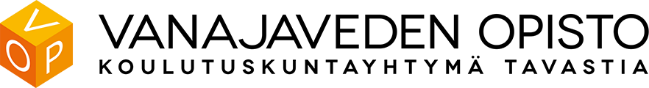 VOP
VANAJAVEDEN OPISTO
KOULUTUSKUNTAYHTYMÄ TAVASTIA